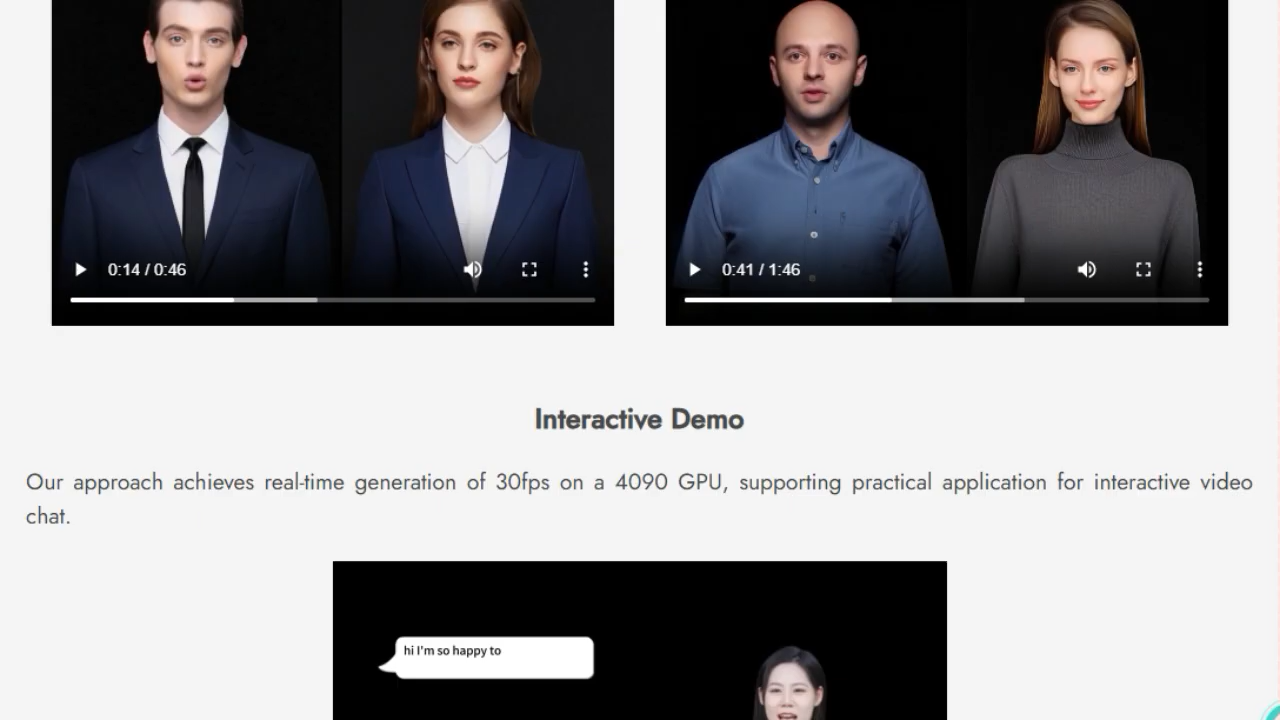 0:14 / 0:46
0:41 / 1:46
Interactive Demo
Our approach achieves real-time generation of 30fps on a 4090 GPU, supporting practical application for interactive video
chat.
hi I'm so happy to